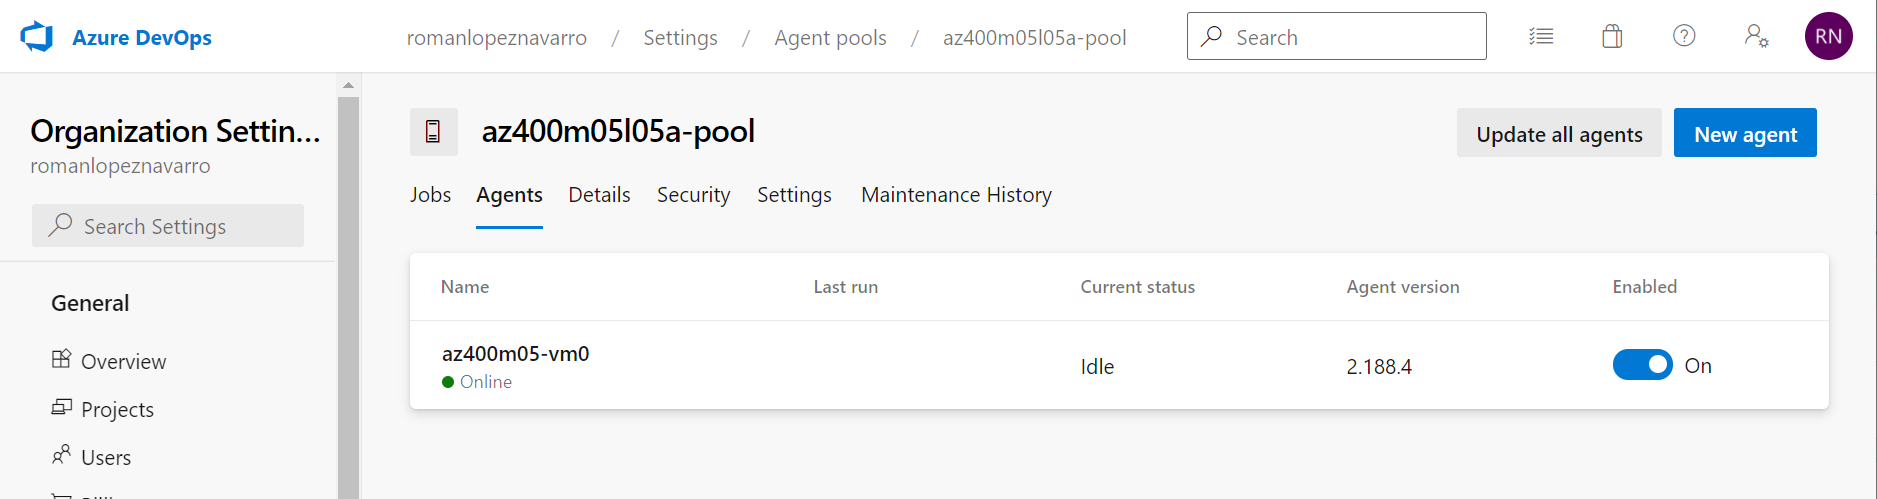 Azure DevOps
romanlopeznavarro / Settings / Agent pools / az400m05l05a-pool
Search
RN
Organization Settin...
romanlopeznavarro
Search Settings
General
Overview
Projects
Users
az400m05l05a-pool
Update all agents
New agent
Jobs Agents Details Security Settings Maintenance History
Name Last run Current status Agent version Enabled
az400m05-vm0 Idle 2.188.4 On
Online